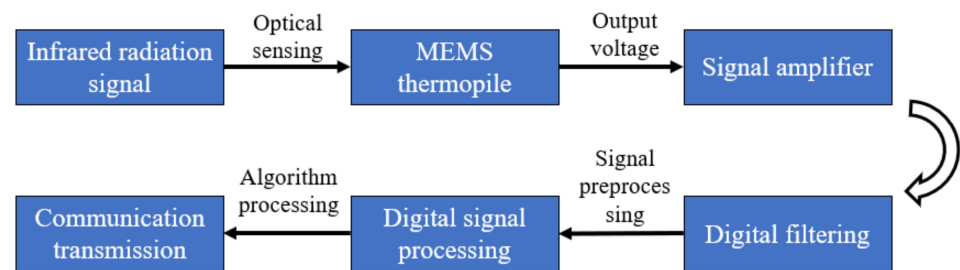 Infrared radiation
signal
Optical
sensing
MEMS
thermopile
Output
voltage
Signal amplifier
Communication
transmission
Algorithm
processing
Digital signal
processing
Signal
preproces
sing
Digital filtering